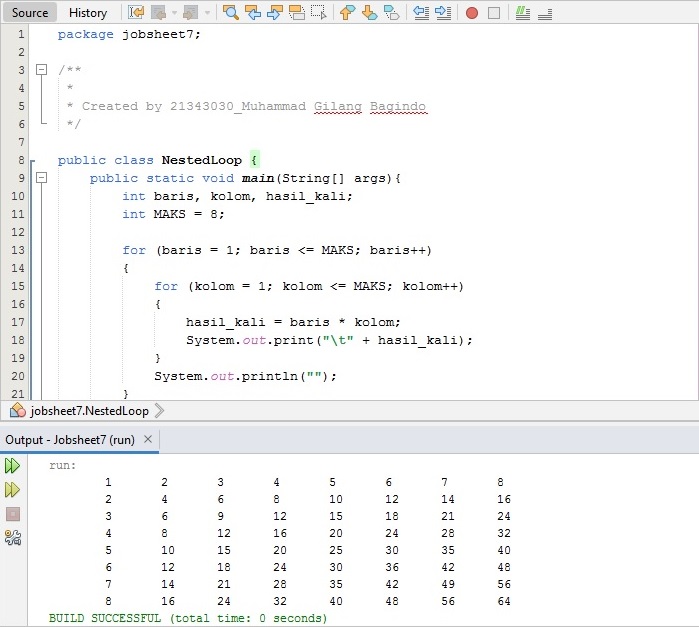 Source History
1 package jobsheet7;
2
3 /**
4 *
5 * Created by 21343030_Muhammad Gilang Bagindo
6 */
7
8 public class NestedLoop {
9 public static void main(String[] args){
10 int baris, kolom, hasil_kali;
11 int MAKS = 8;
12
13 for (baris = 1; baris <= MAKS; baris++)
14 {
15 for (kolom = 1; kolom <= MAKS; kolom++)
16 {
17 hasil_kali = baris * kolom;
18 System.out.print("\t" + hasil_kali);
19 }
20 System.out.println("");
21 }
jobsheet7.NestedLoop
Output - Jobsheet7 (run) ×
run:
1 2 3 4 5 6 7 8
2 4 6 8 10 12 14 16
3 6 9 12 15 18 21 24
4 8 12 16 20 24 28 32
5 10 15 20 25 30 35 40
6 12 18 24 30 36 42 48
7 14 21 28 35 42 49 56
8 16 24 32 40 48 56 64
BUILD SUCCESSFUL (total time: 0 seconds)